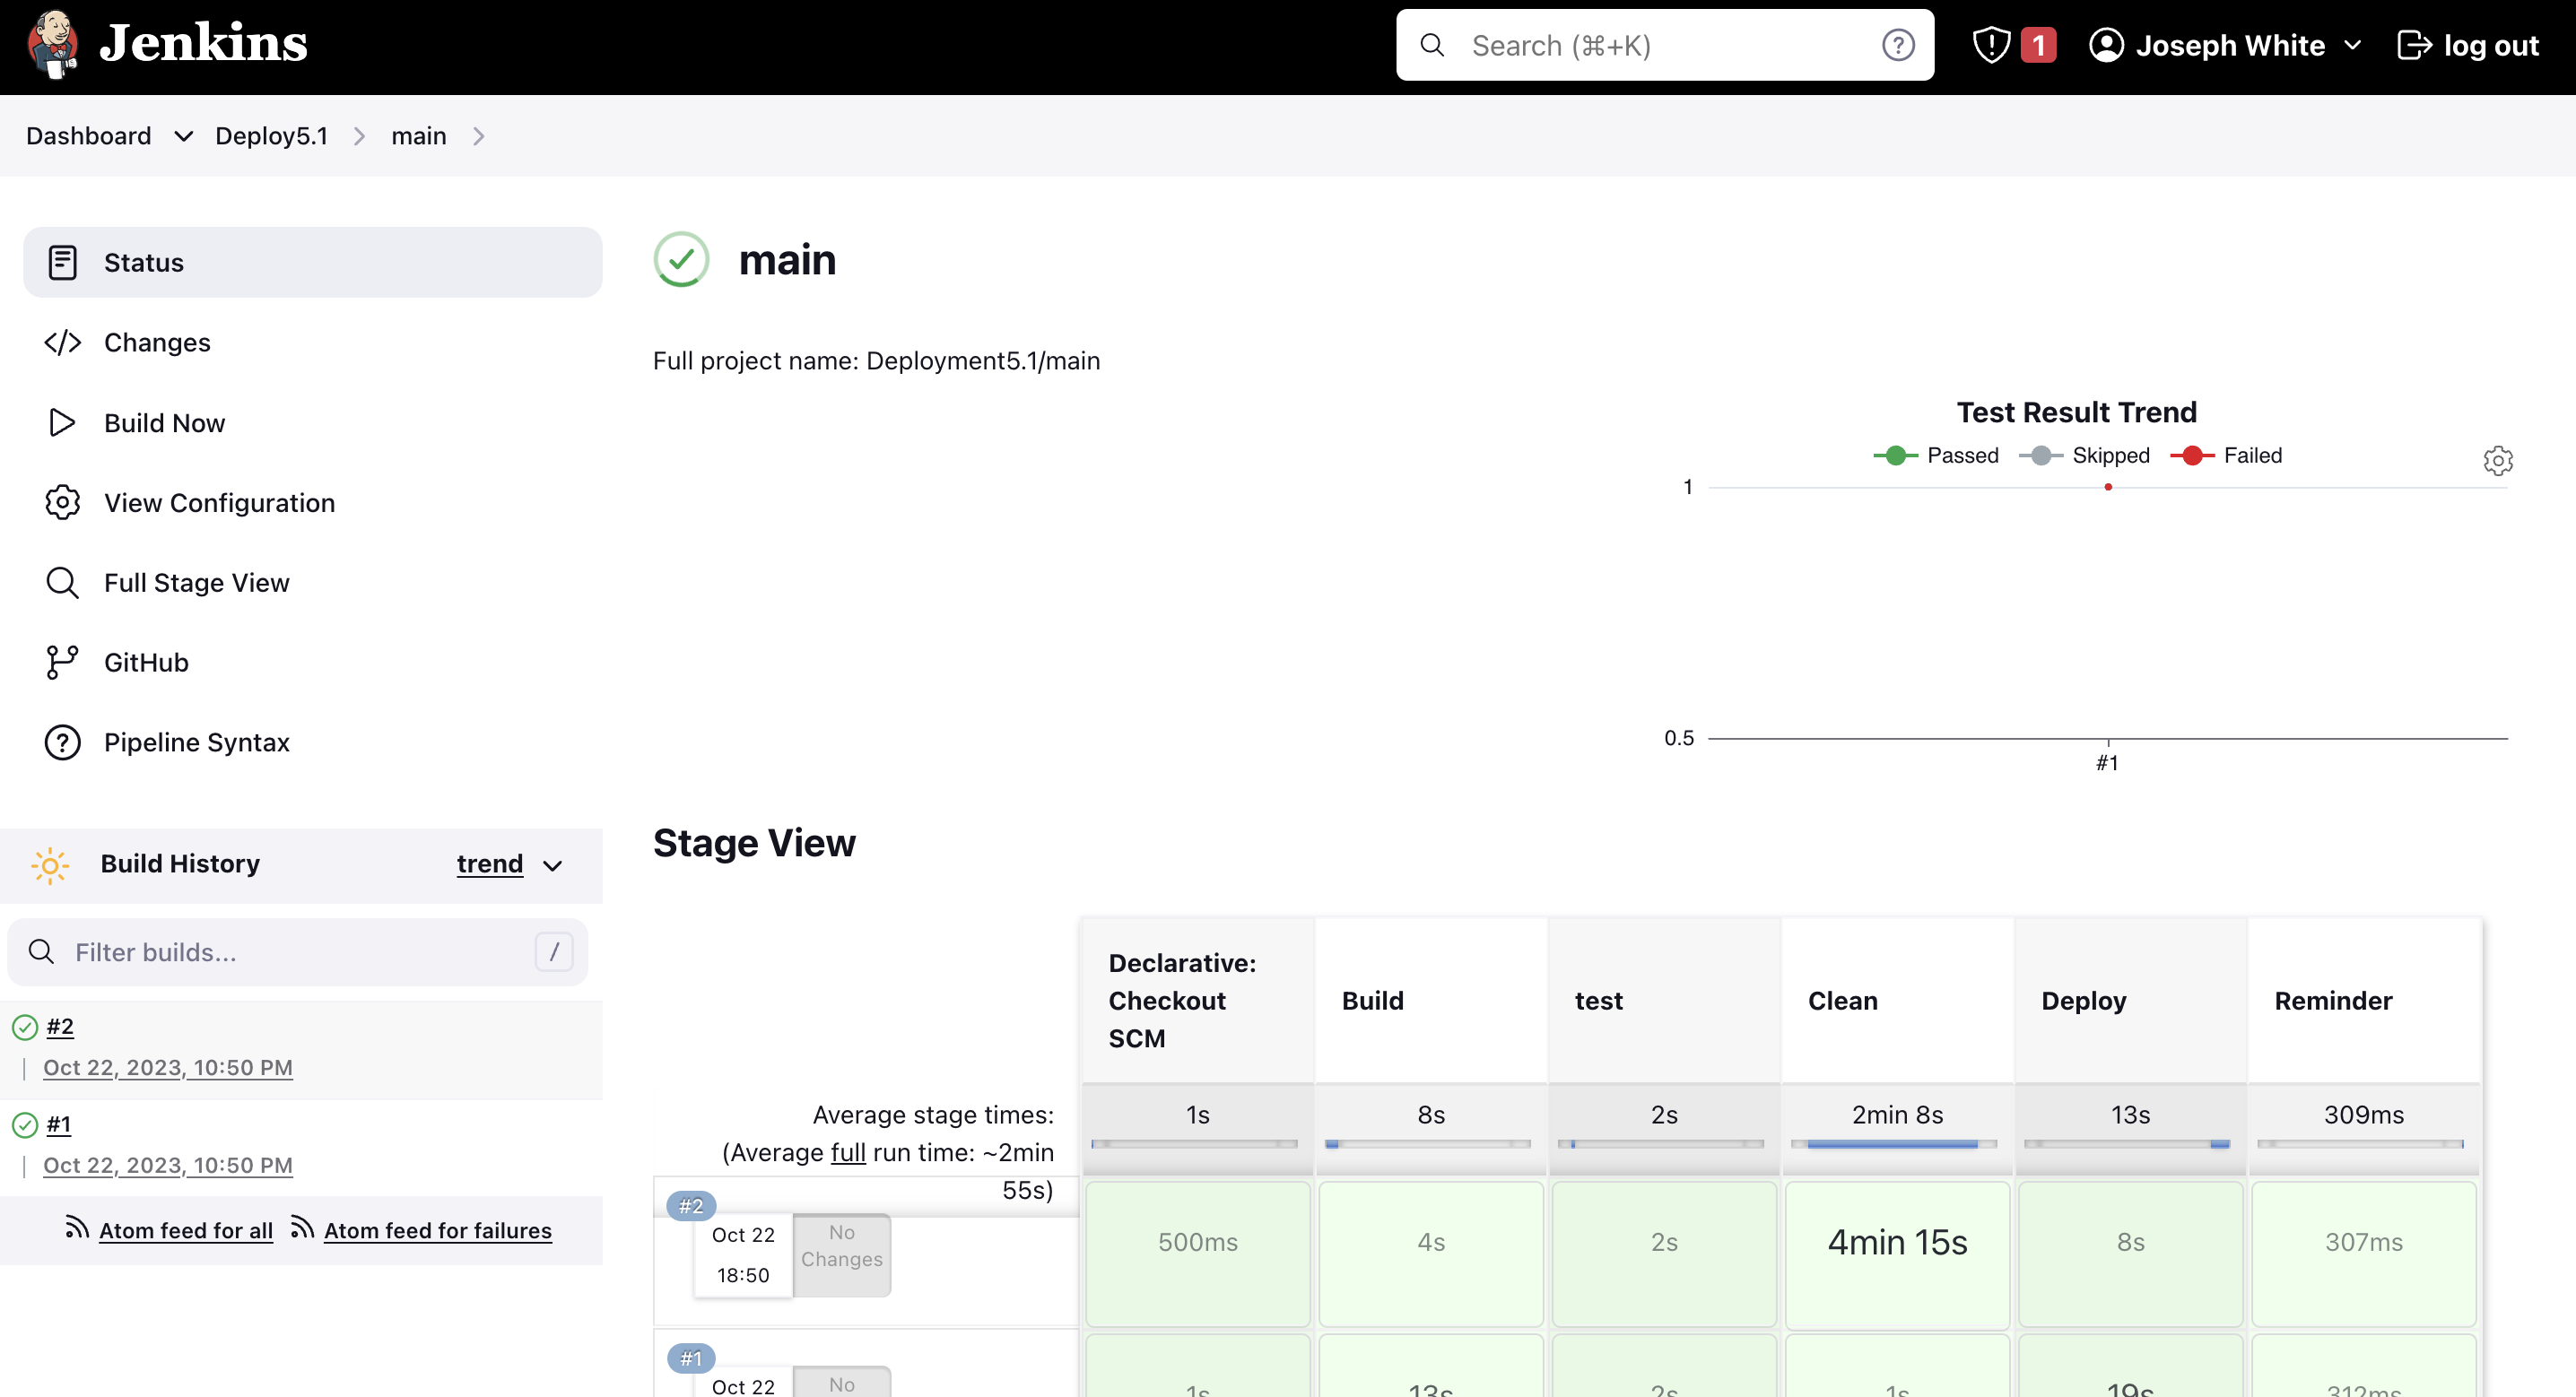 Jenkins
Search (⌘+K)
?
1
Joseph White
log out
Dashboard
Deploy5.1
main
Status
Changes
Build Now
View Configuration
Full Stage View
GitHub
Pipeline Syntax
Build History
trend
Filter builds...
/
#2
Oct 22, 2023, 10:50 PM
#1
Oct 22, 2023, 10:50 PM
Atom feed for all
Atom feed for failures
main
Full project name: Deployment5.1/main
Test Result Trend
Passed
Skipped
Failed
1
0.5
#1
Stage View
Declarative:
Checkout
SCM
Build
test
Clean
Deploy
Reminder
Average stage times:
(Average full run time: ~2min
55s)
1s
8s
2s
2min 8s
13s
309ms
#2
Oct 22
18:50
No
Changes
500ms
4s
2s
4min 15s
8s
307ms
#1
Oct 22
No
1s
13s
2s
1s
19s
312ms